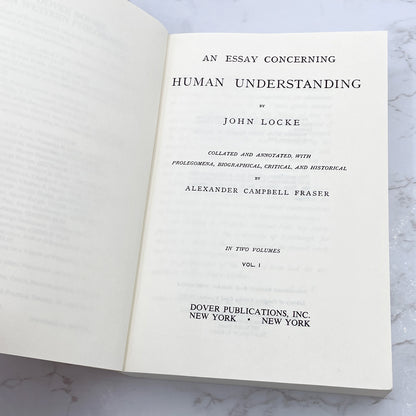 AN ESSAY CONCERNING
HUMAN UNDERSTANDING
BY
JOHN LOCKE
COLLATED AND ANNOTATED, WITH
PROLEGOMENA, BIOGRAPHICAL, CRITICAL, AND HISTORICAL
BY
ALEXANDER CAMPBELL FRASER
IN TWO VOLUMES
VOL. I
DOVER PUBLICATIONS, INC.
NEW YORK • NEW YORK